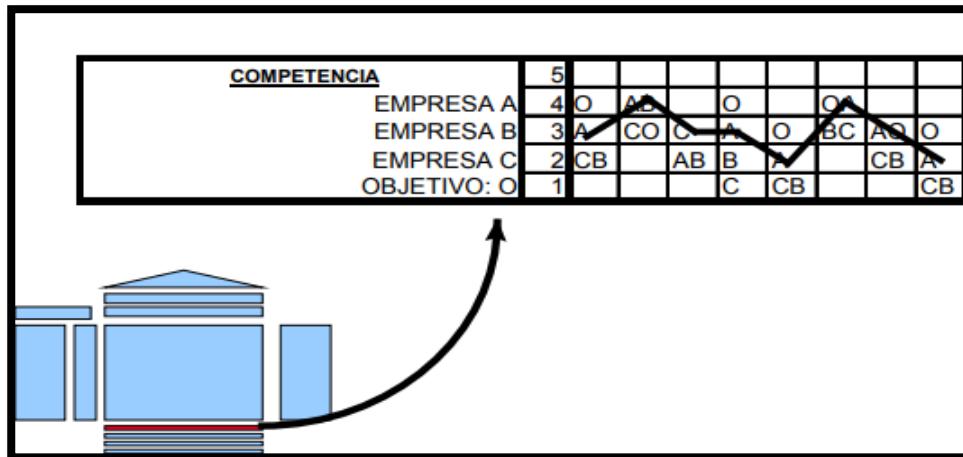 COMPETENCIA 5
EMPRESA A 4 O AB O OA
EMPRESA B 3 A CO C A O BC AO O
EMPRESA C 2 CB AB B A CB A
OBJETIVO: O 1 C CB CB